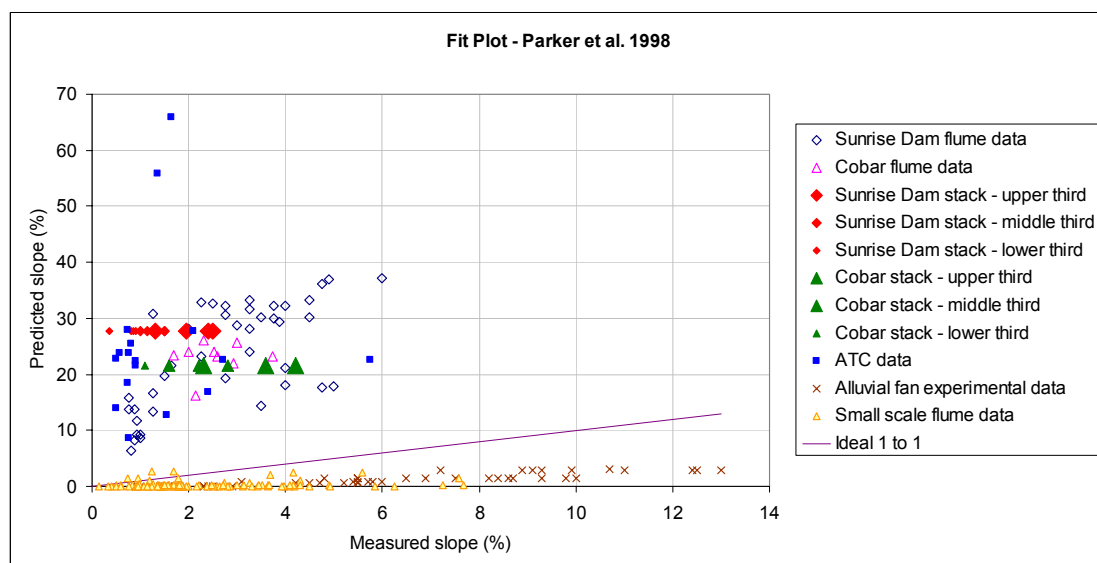 Fit Plot - Parker et al. 1998
70
60
50
40
30
20
10
0
Predicted slope (%)
0 2 4 6 8 10 12 14
Measured slope (%)
Sunrise Dam flume data
Cobar flume data
Sunrise Dam stack - upper third
Sunrise Dam stack - middle third
Sunrise Dam stack - lower third
Cobar stack - upper third
Cobar stack - middle third
Cobar stack - lower third
ATC data
Alluvial fan experimental data
Small scale flume data
Ideal 1 to 1